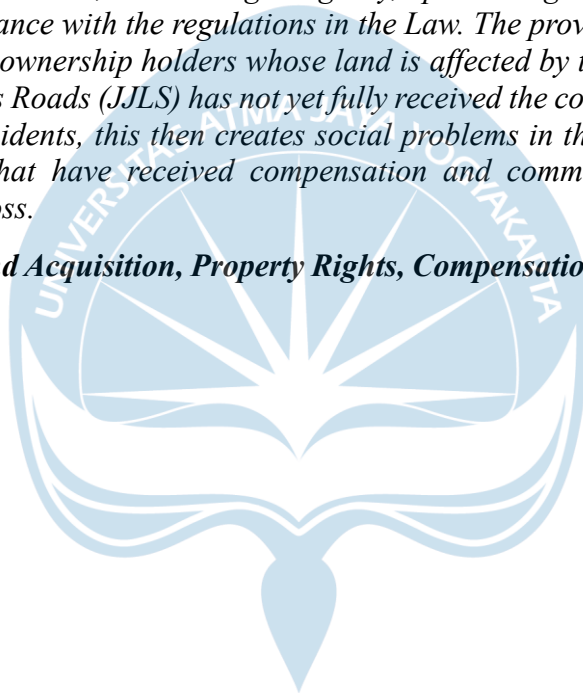 ance with the regulations in the Law. The prov
ownership holders whose land is affected by t
s Roads (JJLS) has not yet fully received the co
idents, this then creates social problems in th
hat have received compensation and comm
oss.
nd Acquisition, Property Rights, Compensatio
UNIVERSITAS ATMA JAYA YOGYAKARTA